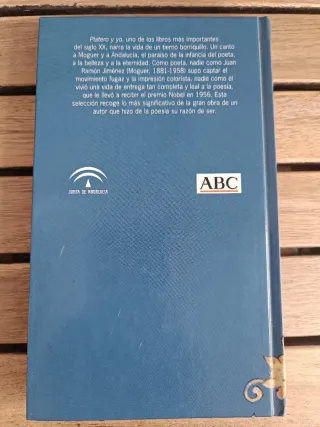 Platero y yo, uno de los libros más importantes
del siglo XX, narra la vida de un tierno borriquillo. Un canto
a Moguer y a Andalucía, el paraíso de la infancia del poeta,
a la belleza y a la eternidad. Como poeta, nadie como Juan
Ramón Jiménez (Moguer, 1881-1958) supo captar el
movimiento fugaz y la impresión colorista, nadie como él
vivió una vida de entrega tan completa y leal a la poesía,
que le llevó a recibir el premio Nobel en 1956. Esta
selección recoge lo más significativo de la gran obra de un
autor que hizo de la poesía su razón de ser.
JUNTA DE ANDALUCIA
ABC